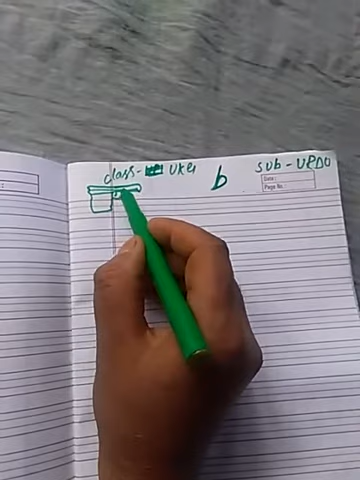 class- UKG
sub- URDU
b
Date:
Page No.: